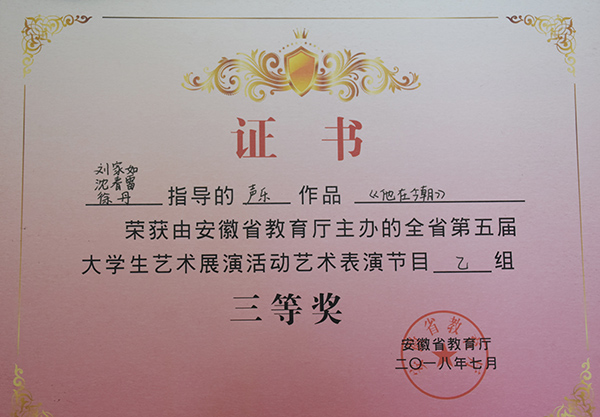 证书
刘家如
沈春雷
徐丹
指导的 声乐 作品 《他在今朝》
荣获由安徽省教育厅主办的全省第五届
大学生艺术展演活动艺术表演节目 乙 组
三等奖
安徽省教育厅
二〇一八年七月